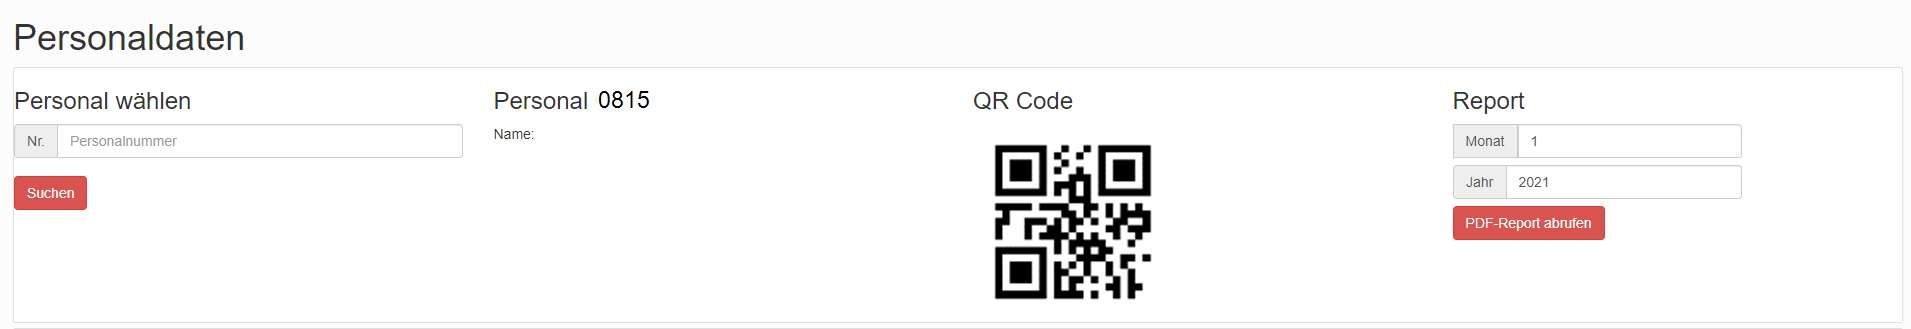 Personaldaten
Personal wählen
Nr. Personalnummer
Suchen
Personal 0815
Name:
QR Code
Report
Monat 1
Jahr 2021
PDF-Report abrufen